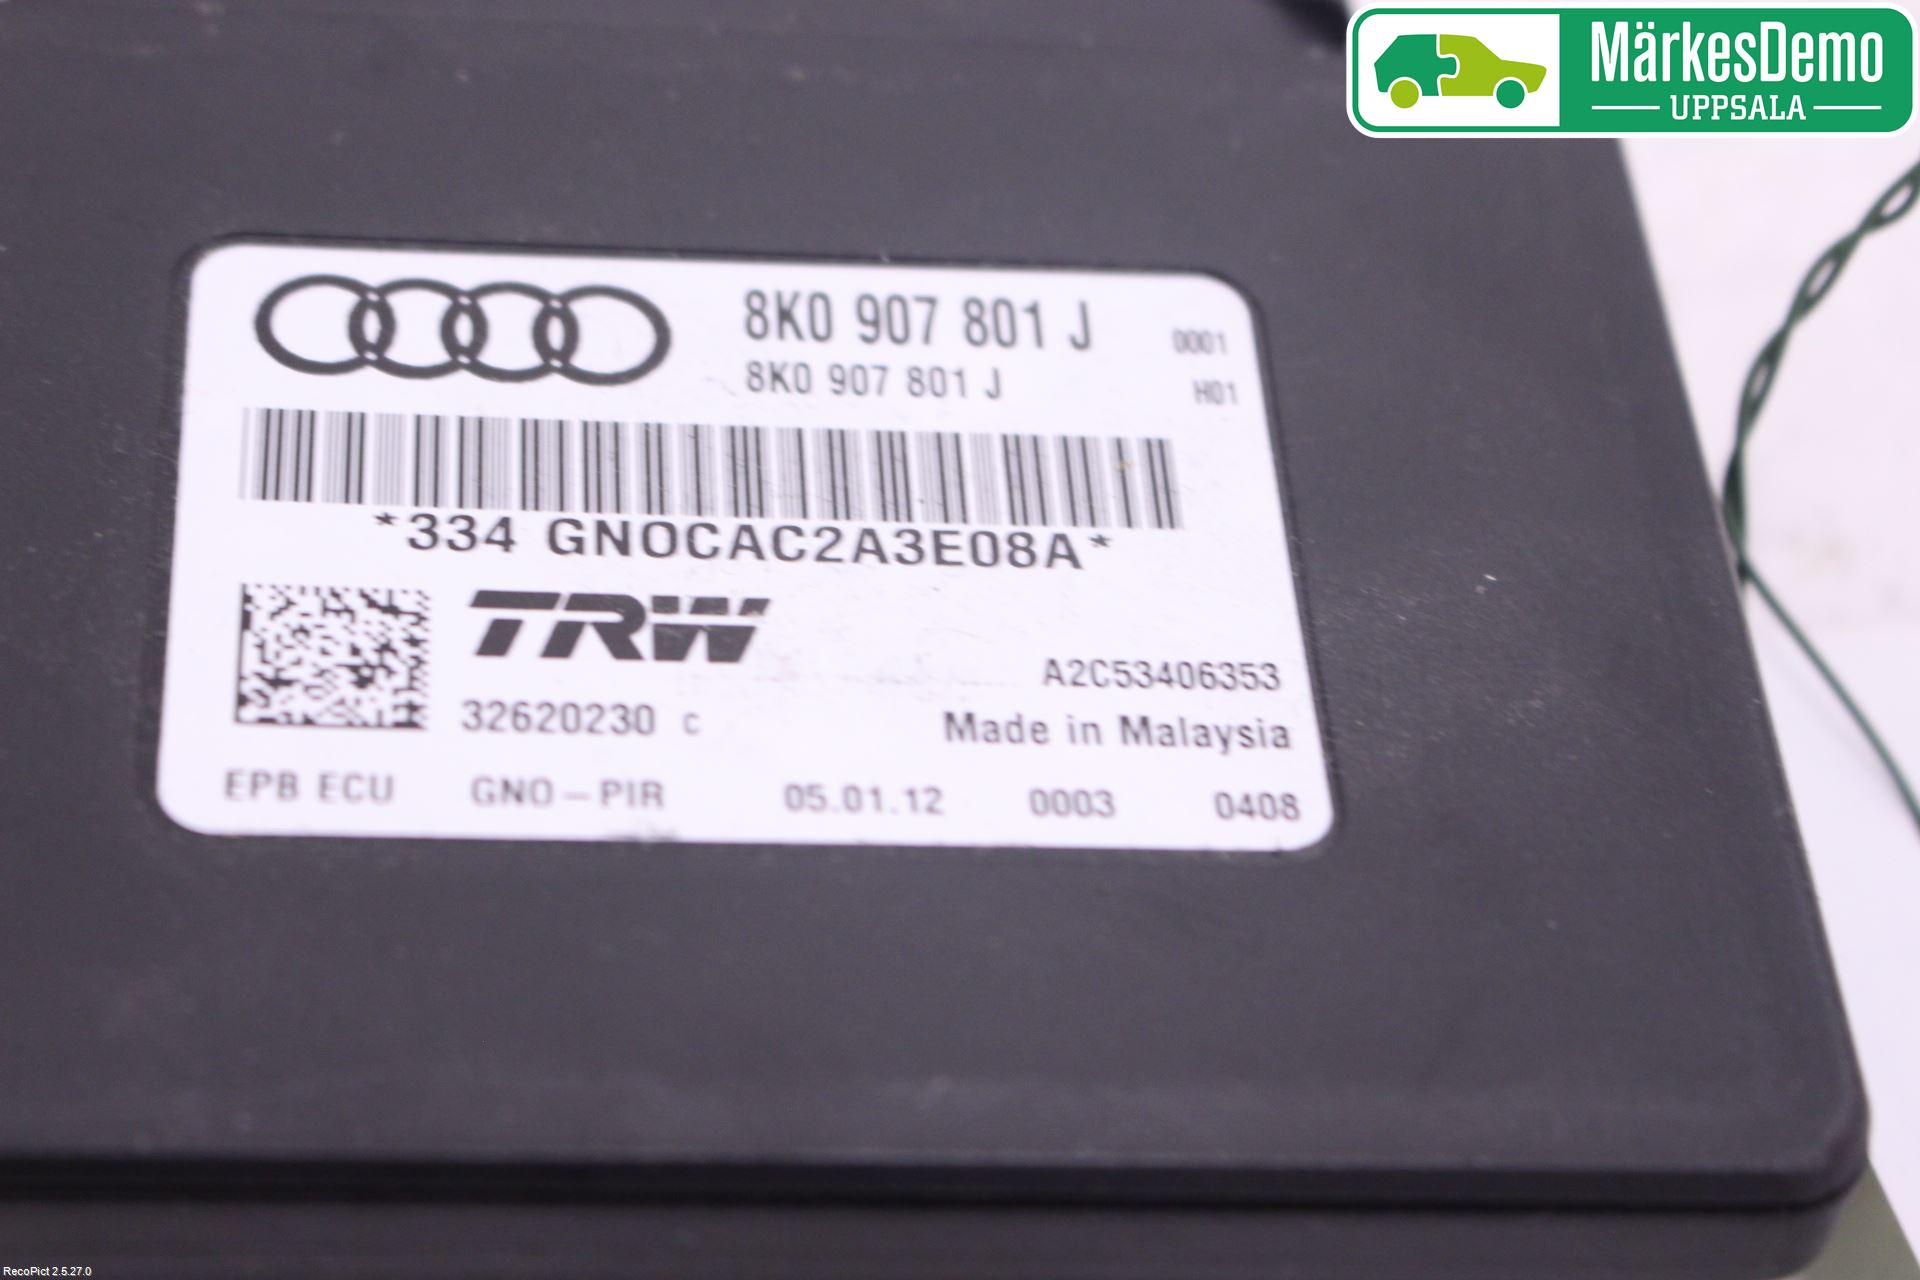 MärkesDemo
UPPSALA
8K0 907 801 J 0001
8K0 907 801 J H01
*334 GNOCAC2A3E08A*
TRW
A2C53406353
32620230 c Made in Malaysia
EPB ECU GNO-PIR 05.01.12 0003 0408
RecoPict 2.5.27.0